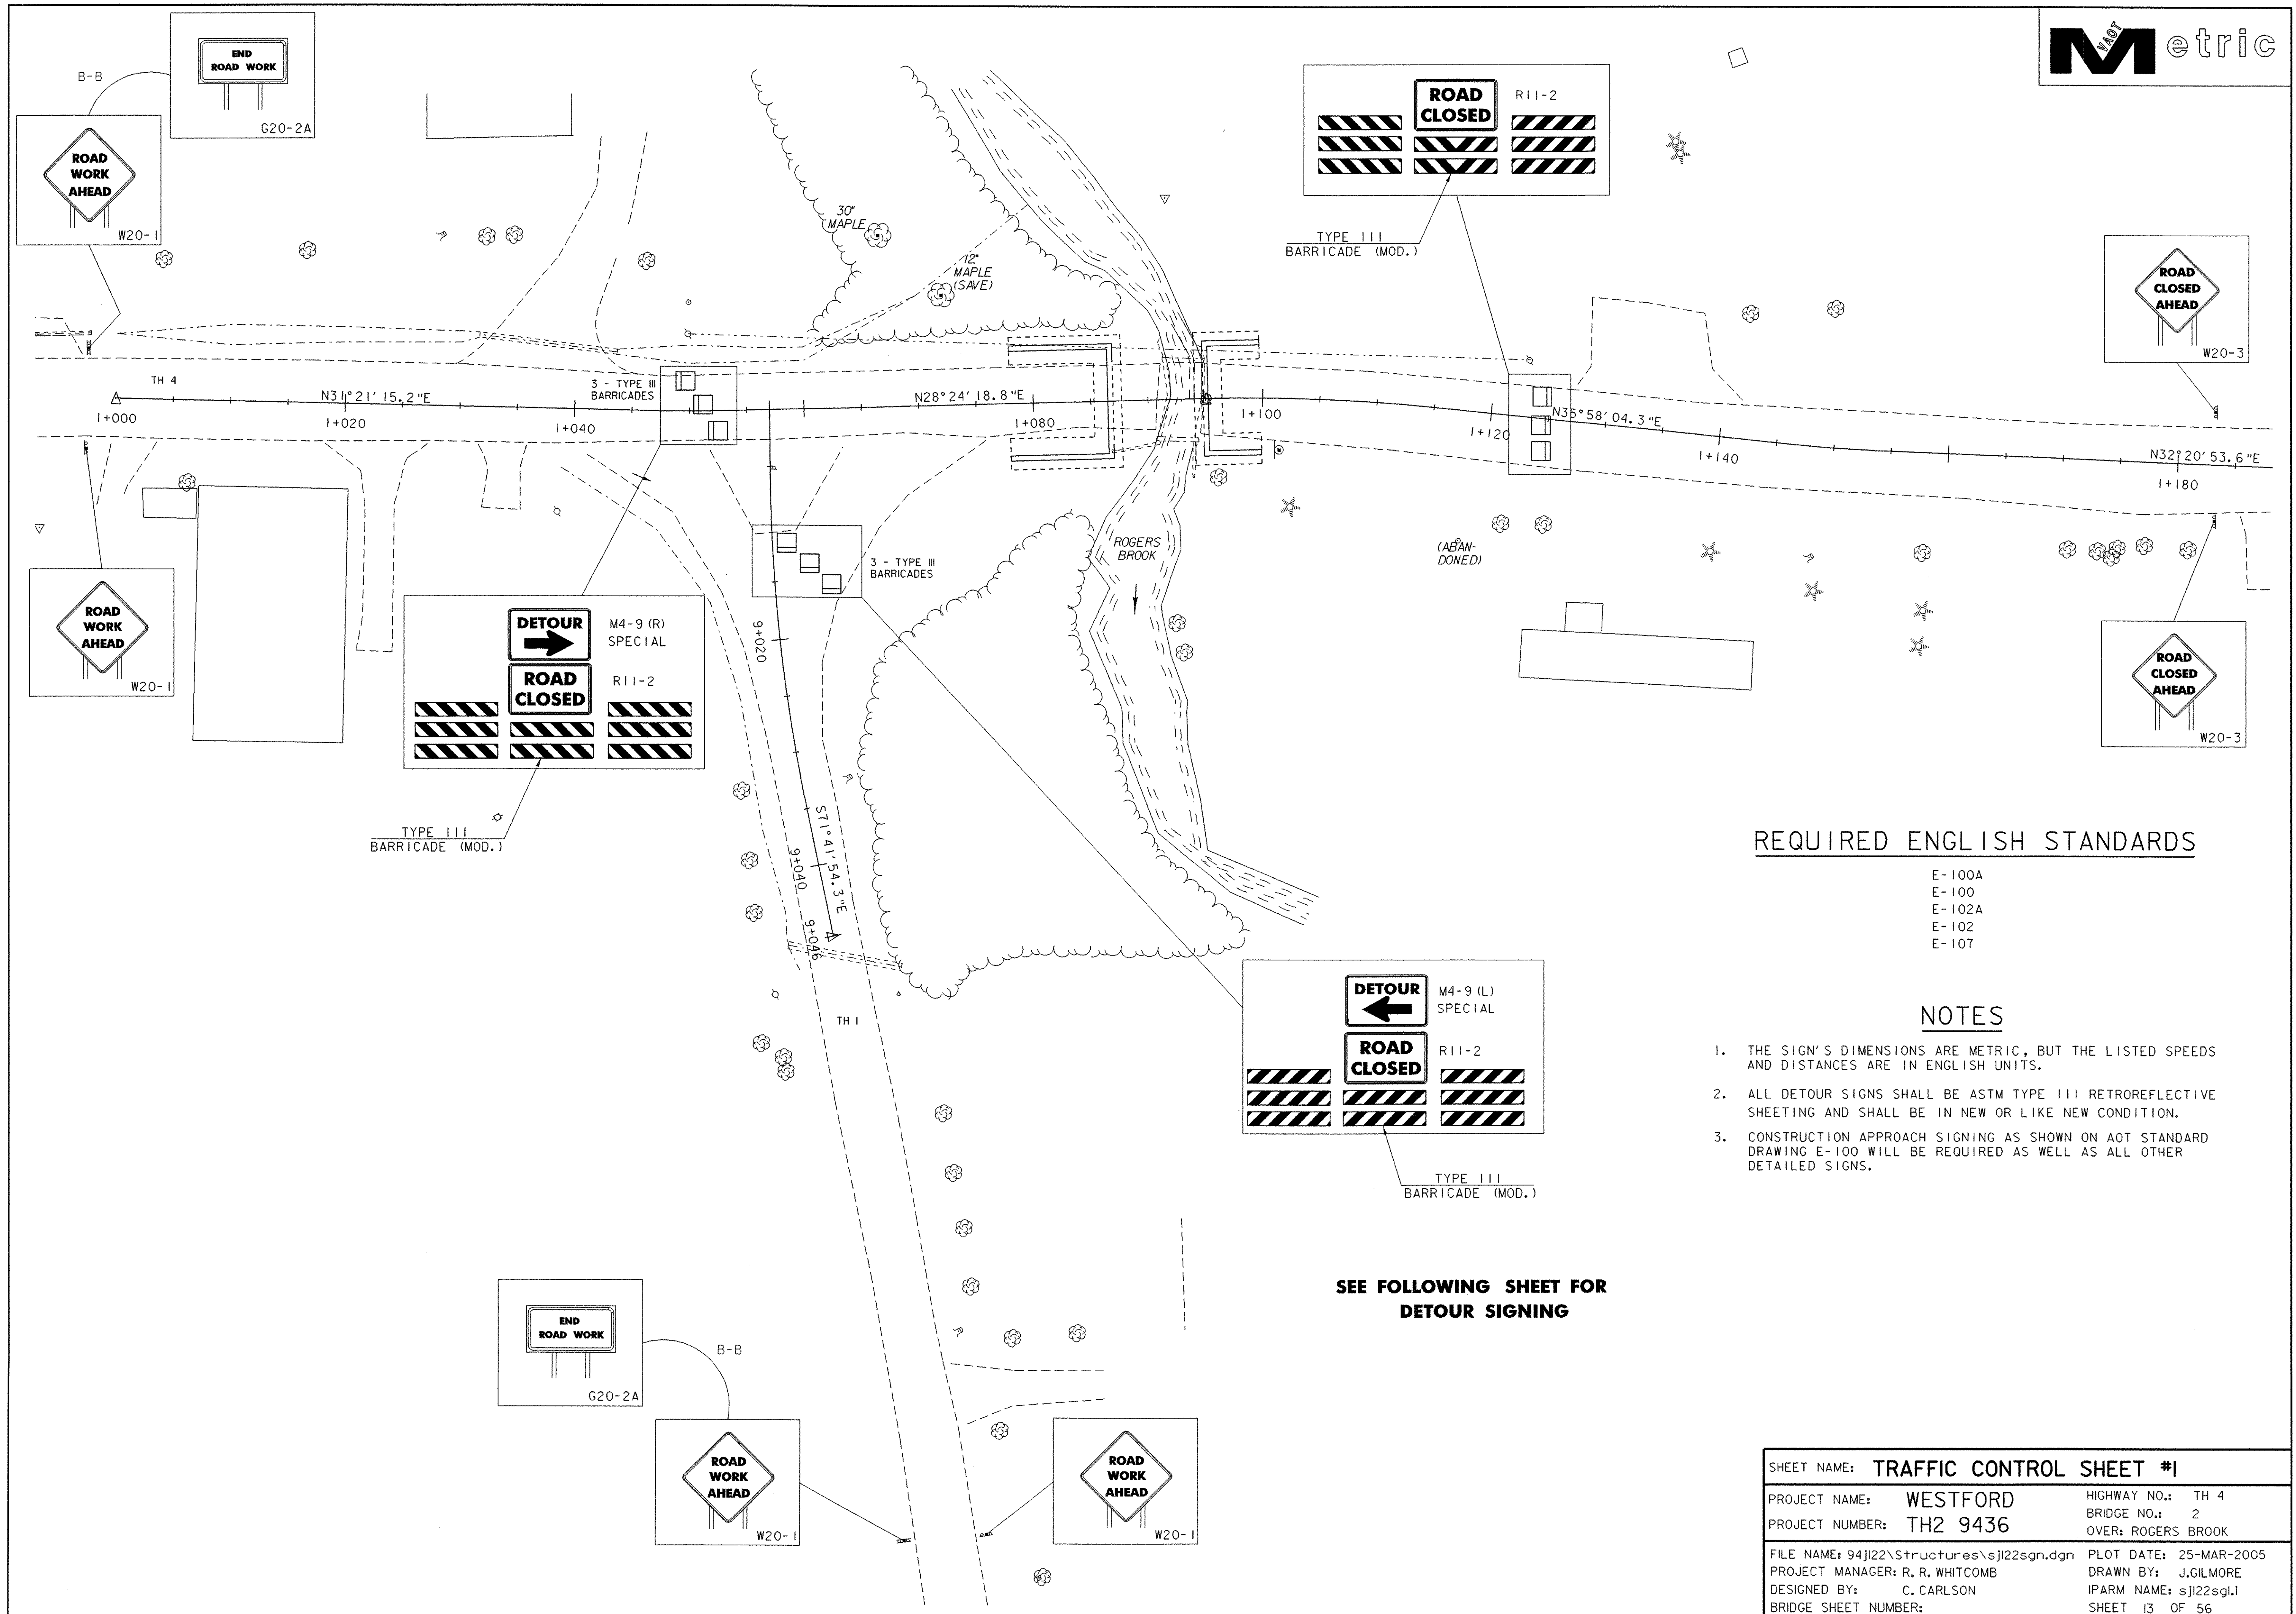 VAOT
Metric
END
ROAD WORK
G20-2A
B-B
ROAD
WORK
AHEAD
W20-1
ROAD
CLOSED
R11-2
TYPE III
BARRICADE (MOD.)
ROAD
CLOSED
AHEAD
W20-3
30"
MAPLE
12"
MAPLE
(SAVE)
TH 4
3 - TYPE III
BARRICADES
N31°21'15.2"E
N28°24'18.8"E
N35°58'04.3"E
N32°20'53.6"E
1+000
1+020
1+040
1+080
1+100
1+120
1+140
1+180
ROAD
WORK
AHEAD
W20-1
3 - TYPE III
BARRICADES
ROGERS
BROOK
(ABAN-
DONED)
DETOUR
M4-9 (R)
SPECIAL
ROAD
CLOSED
R11-2
TYPE III
BARRICADE (MOD.)
9+020
S71°41'54.3"E
9+040
9+046
TH 1
ROAD
CLOSED
AHEAD
W20-3
REQUIRED ENGLISH STANDARDS
E-100A
E-100
E-102A
E-102
E-107
DETOUR
M4-9 (L)
SPECIAL
ROAD
CLOSED
R11-2
TYPE III
BARRICADE (MOD.)
NOTES
1. THE SIGN'S DIMENSIONS ARE METRIC, BUT THE LISTED SPEEDS
AND DISTANCES ARE IN ENGLISH UNITS.
2. ALL DETOUR SIGNS SHALL BE ASTM TYPE III RETROREFLECTIVE
SHEETING AND SHALL BE IN NEW OR LIKE NEW CONDITION.
3. CONSTRUCTION APPROACH SIGNING AS SHOWN ON AOT STANDARD
DRAWING E-100 WILL BE REQUIRED AS WELL AS ALL OTHER
DETAILED SIGNS.
SEE FOLLOWING SHEET FOR
DETOUR SIGNING
END
ROAD WORK
G20-2A
B-B
ROAD
WORK
AHEAD
W20-1
ROAD
WORK
AHEAD
W20-1
SHEET NAME: TRAFFIC CONTROL SHEET #1
PROJECT NAME: WESTFORD
PROJECT NUMBER: TH2 9436
HIGHWAY NO.: TH 4
BRIDGE NO.: 2
OVER: ROGERS BROOK
FILE NAME: 94j122\Structures\sj122sgn.dgn
PROJECT MANAGER: R. R. WHITCOMB
DESIGNED BY: C. CARLSON
BRIDGE SHEET NUMBER:
PLOT DATE: 25-MAR-2005
DRAWN BY: J.GILMORE
IPARM NAME: sj122sg1.i
SHEET 13 OF 56